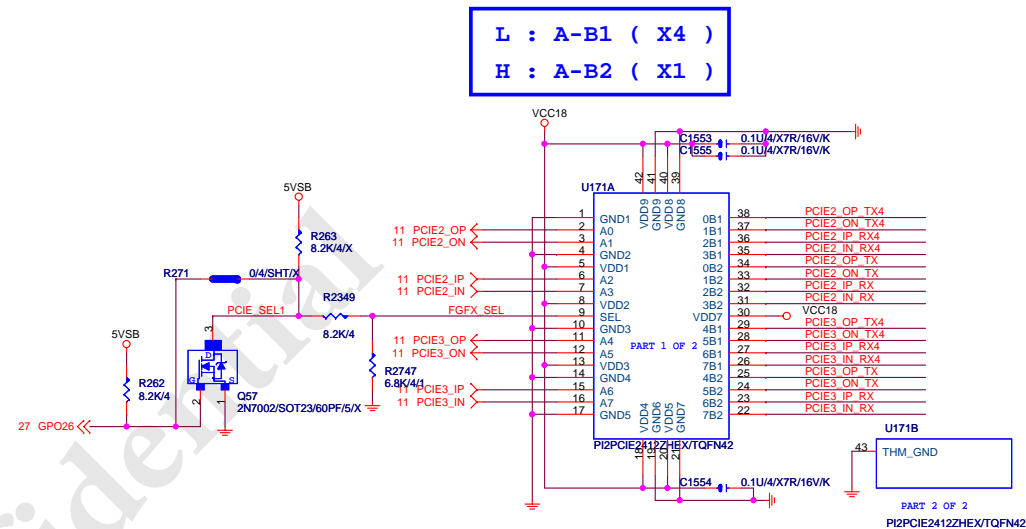 L : A-B1 ( X4 )
H : A-B2 ( X1 )
VCC18
C1553 0.1U/4/X7R/16V/K
C1555 0.1U/4/X7R/16V/K
42
41
40
39
U171A
VDD9
GND9
VDD8
GND8
1 GND1
2 A0
3 A1
4 GND2
5 VDD1
6 A2
7 A3
8 VDD2
9 SEL
10 GND3
11 A4
12 A5
13 VDD3
14 GND4
15 A6
16 A7
17 GND5
0B1 38 PCIE2_OP_TX4
1B1 37 PCIE2_ON_TX4
2B1 36 PCIE2_IP_RX4
3B1 35 PCIE2_IN_RX4
0B2 34 PCIE2_OP_TX
1B2 33 PCIE2_ON_TX
2B2 32 PCIE2_IP_RX
3B2 31 PCIE2_IN_RX
VDD7 30 VCC18
4B1 29 PCIE3_OP_TX4
5B1 28 PCIE3_ON_TX4
6B1 27 PCIE3_IP_RX4
7B1 26 PCIE3_IN_RX4
4B2 25 PCIE3_OP_TX
5B2 24 PCIE3_ON_TX
6B2 23 PCIE3_IP_RX
7B2 22 PCIE3_IN_RX
PART 1 OF 2
VDD4
GND6
VDD5
GND7
18
19
20
21
PI2PCIE2412ZHEX/TQFN42
C1554 0.1U/4/X7R/16V/K
11 PCIE2_OP
11 PCIE2_ON
11 PCIE2_IP
11 PCIE2_IN
11 PCIE3_OP
11 PCIE3_ON
11 PCIE3_IP
11 PCIE3_IN
5VSB
R263
8.2K/4/X
R271 0/4/SHT/X
R2349
PCIE_SEL1
FGFX_SEL
8.2K/4
R2747
6.8K/4/1
5VSB
R262
8.2K/4
3
D
G
S
2
1
Q57
2N7002/SOT23/60PF/5/X
27 GPO26
U171B
43 THM_GND
PART 2 OF 2
PI2PCIE2412ZHEX/TQFN42
fidential